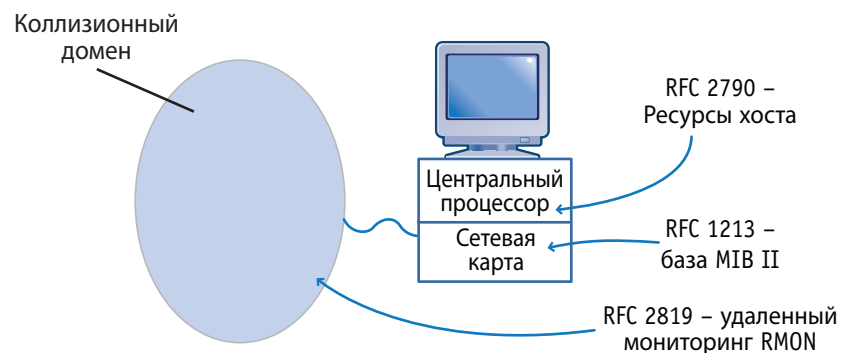 Коллизионный
домен
RFC 2790 –
Ресурсы хоста
Центральный
процессор
Сетевая
карта
RFC 1213 –
база MIB II
RFC 2819 – удаленный
мониторинг RMON